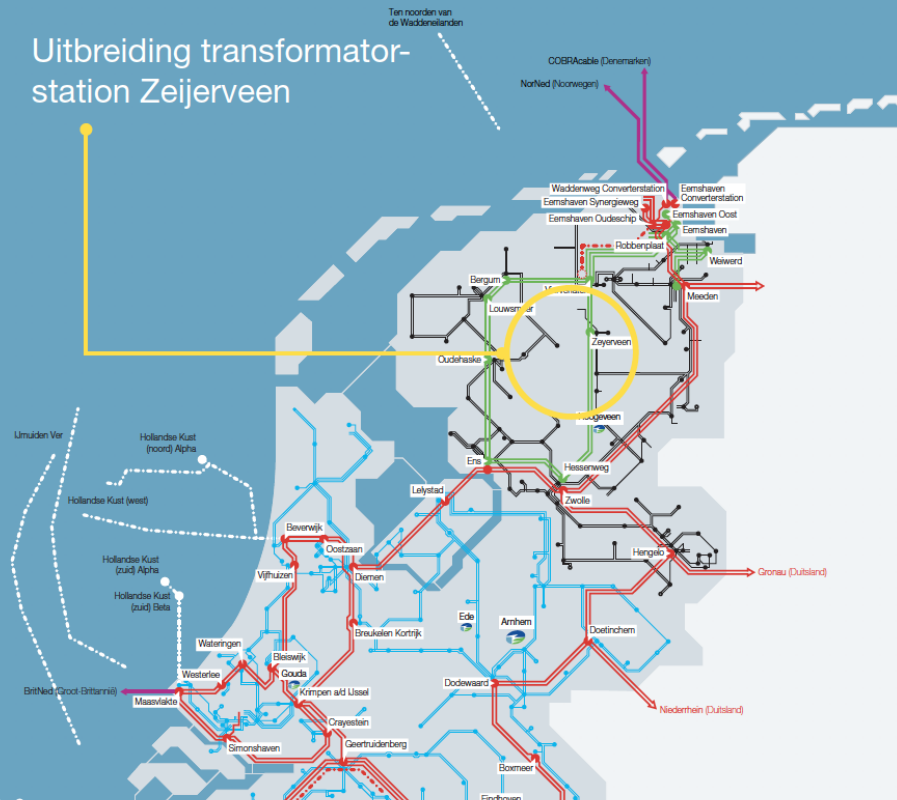 Ten noorden van
de Waddeneilanden
Uitbreiding transformator-
station Zeijerveen
COBRAcable (Denemarken)
NorNed (Noorwegen)
Waddenweg Converterstation
Eemshaven
Converterstation
Eemshaven Synergieweg
Eemshaven Oost
Eemshaven Oudeschip
Eemshaven
Robbenplaat
Weiwerd
Bergum
Meeden
Louwsmeer
Zeyerveen
Oudehaske
Hoogeveen
IJmuiden Ver
Hollandse Kust
(noord) Alpha
Ens
Hessenweg
Lelystad
Zwolle
Hollandse Kust (west)
Beverwijk
Oostzaan
Hengelo
Hollandse Kust
(zuid) Alpha
Vijfhuizen
Diemen
Gronau (Duitsland)
Hollandse Kust
(zuid) Beta
Ede
Arnhem
Breukelen Kortrijk
Doetinchem
Wateringen
Bleiswijk
Westerlee
Gouda
Dodewaard
BritNed (Groot-Brittannië)
Krimpen a/d IJssel
Maasvlakte
Niederrhein (Duitsland)
Crayestein
Simonshaven
Geertruidenberg
Boxmeer
Eindhoven